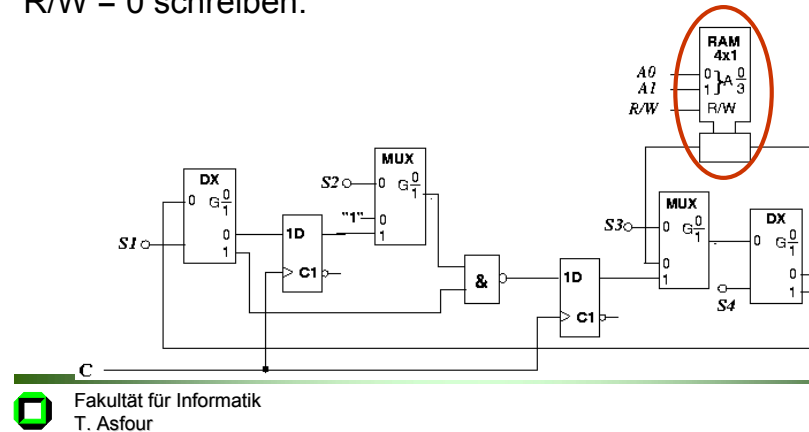 R/W = 0 schreiben.
RAM
4x1
A0 0 } A 0/3
A1 1
R/W R/W
MUX
S2 0 G 0/1
"1" 0
1
DX
0 G 0/1
S1 0
1
1D
C1
&
1D
C1
MUX
S3 0 G 0/1
0
1
DX
0 G 0/1
S4 0
1
C
Fakultät für Informatik
T. Asfour